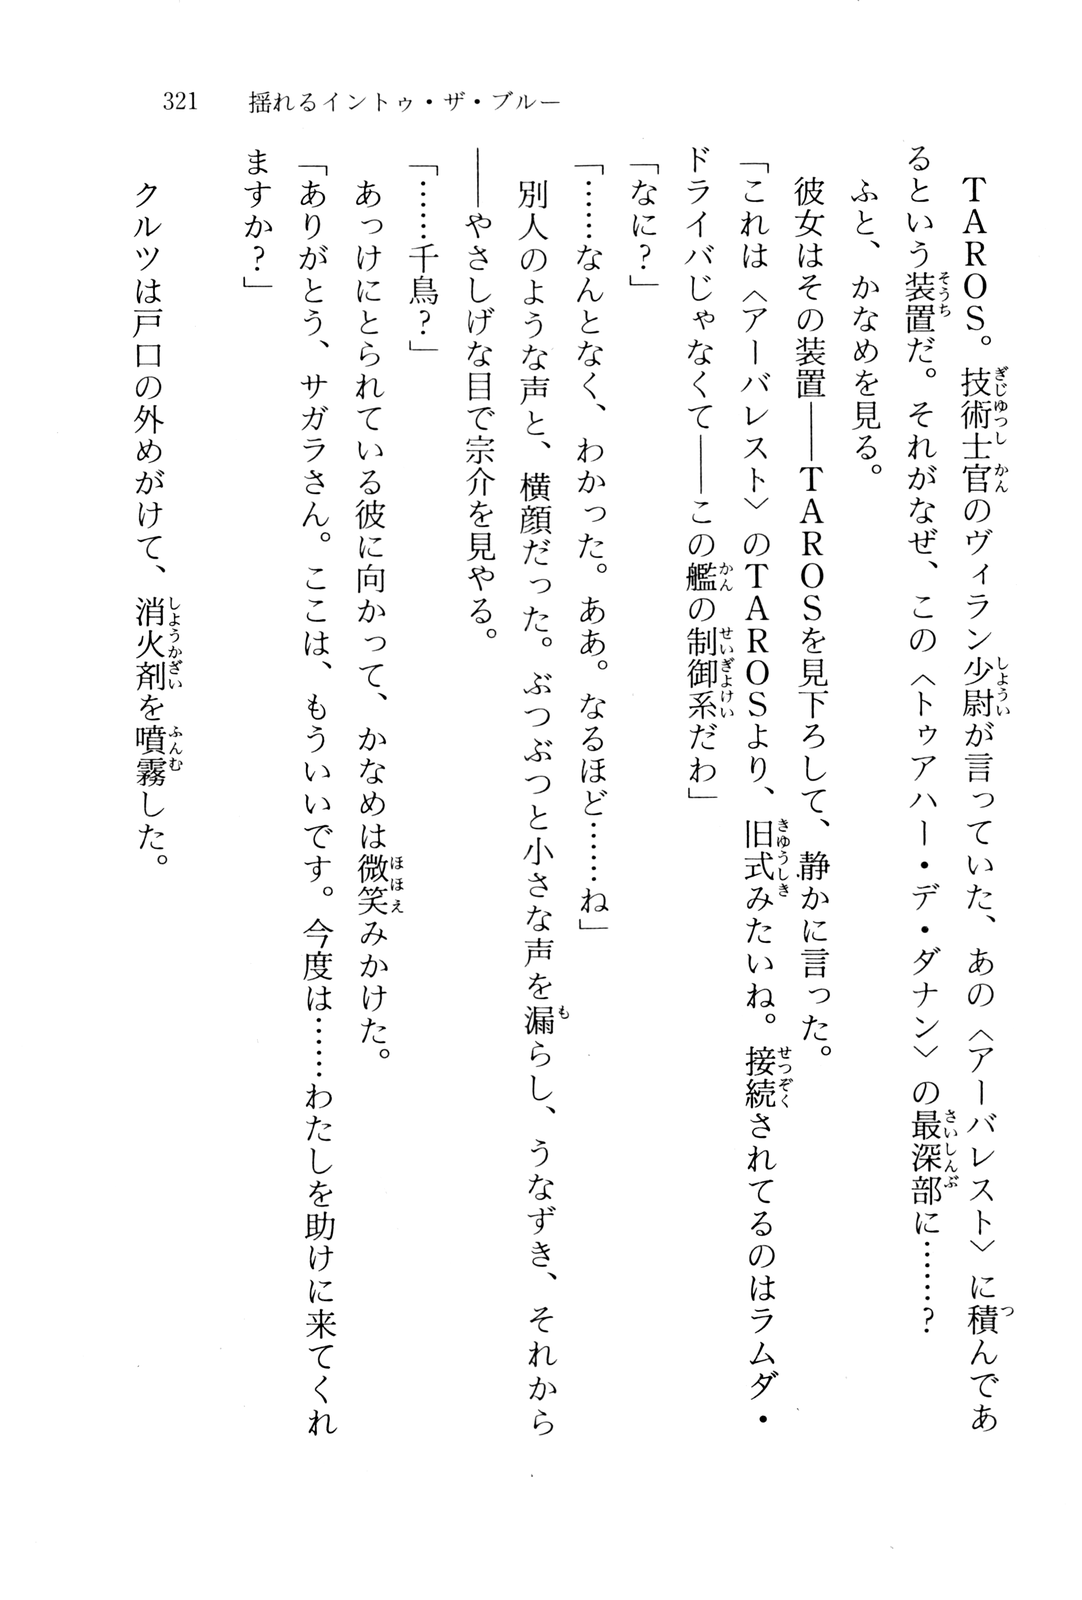 321　揺れるイントゥ・ザ・ブルー
　TAROS。技術士官のヴィラン少尉が言っていた、あの〈アーバレスト〉に積んであ
るという装置だ。それがなぜ、この〈トゥアハー・デ・ダナン〉の最深部に……？
　ふと、かなめを見る。
　彼女はその装置――TAROSを見下ろして、静かに言った。
「これは〈アーバレスト〉のTAROSより、旧式みたいね。接続されてるのはラムダ・
ドライバじゃなくて――この艦の制御系だわ」
「なに？」
「……なんとなく、わかった。ああ。なるほど……ね」
　別人のような声と、横顔だった。ぶつぶつと小さな声を漏らし、うなずき、それから
――やさしげな目で宗介を見やる。
「……千鳥？」
　あっけにとられている彼に向かって、かなめは微笑みかけた。
「ありがとう、サガラさん。ここは、もういいです。今度は……わたしを助けに来てくれ
ますか？」
　クルツは戸口の外めがけて、消火剤を噴霧した。